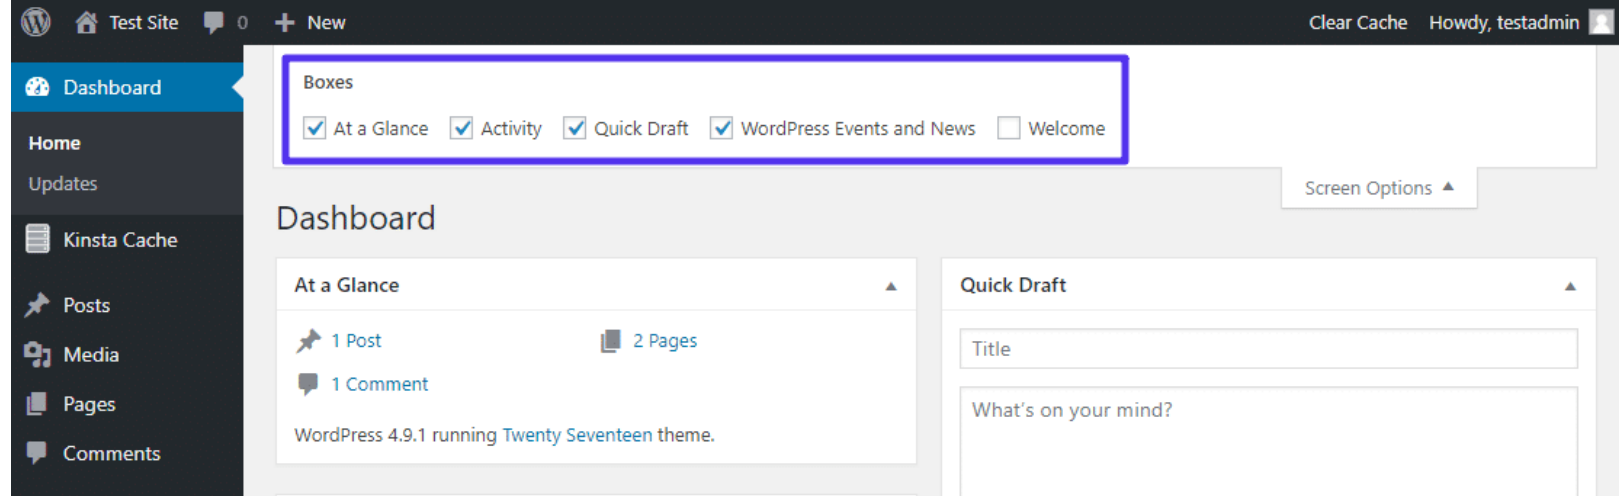 Test Site 0 New Clear Cache Howdy, testadmin
Dashboard
Home
Updates
Kinsta Cache
Posts
Media
Pages
Comments
Boxes
At a Glance Activity Quick Draft WordPress Events and News Welcome
Screen Options
Dashboard
At a Glance
1 Post 2 Pages
1 Comment
WordPress 4.9.1 running Twenty Seventeen theme.
Quick Draft
Title
What's on your mind?